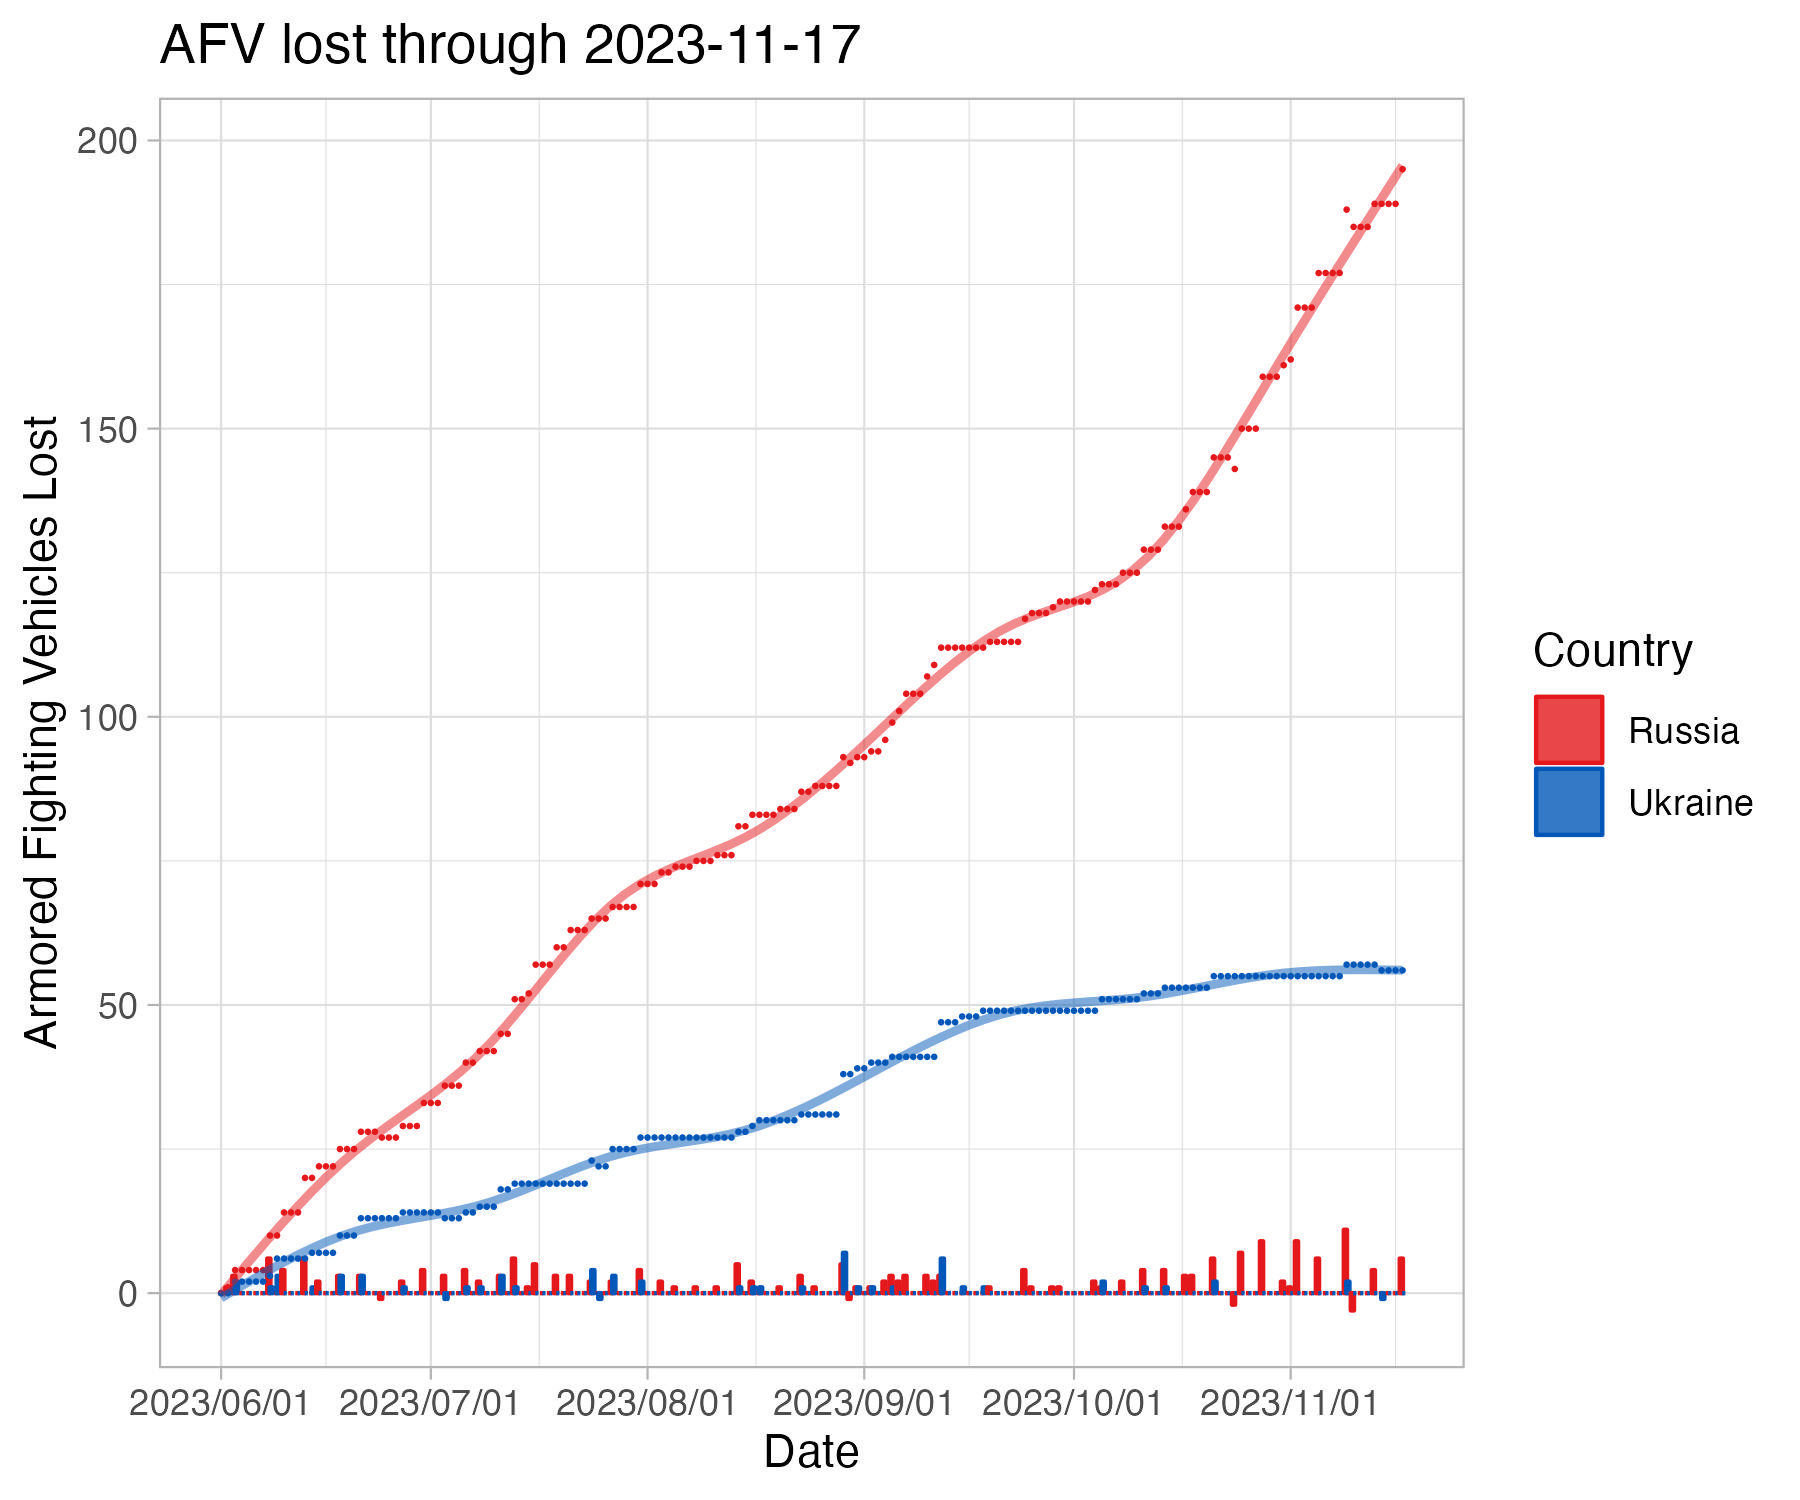 AFV lost through 2023-11-17
Armored Fighting Vehicles Lost
200
150
100
50
0
2023/06/01 2023/07/01 2023/08/01 2023/09/01 2023/10/01 2023/11/01
Date
Country
Russia
Ukraine